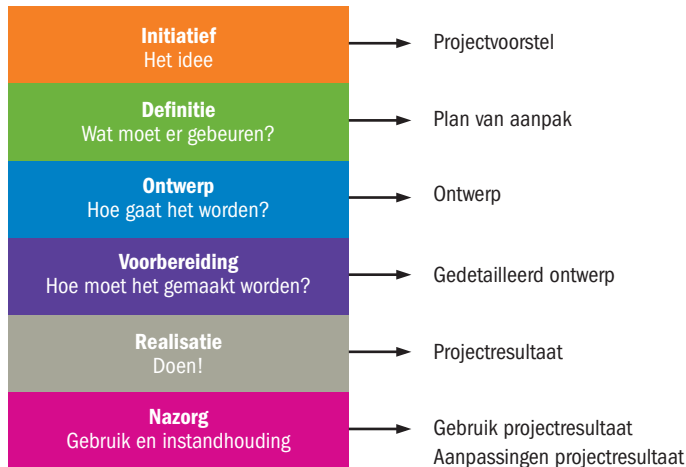 Initiatief
Het idee
Projectvoorstel
Definitie
Wat moet er gebeuren?
Plan van aanpak
Ontwerp
Hoe gaat het worden?
Ontwerp
Voorbereiding
Hoe moet het gemaakt worden?
Gedetailleerd ontwerp
Realisatie
Doen!
Projectresultaat
Nazorg
Gebruik en instandhouding
Gebruik projectresultaat
Aanpassingen projectresultaat